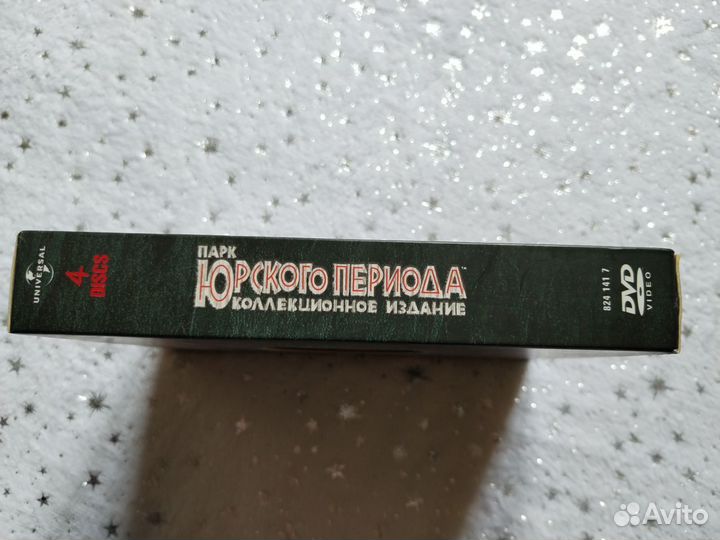 UNIVERSAL
4
DISCS
ПАРК
ЮРСКОГО ПЕРИОДА
КОЛЛЕКЦИОННОЕ ИЗДАНИЕ
824 141 7
DVD
VIDEO
Avito